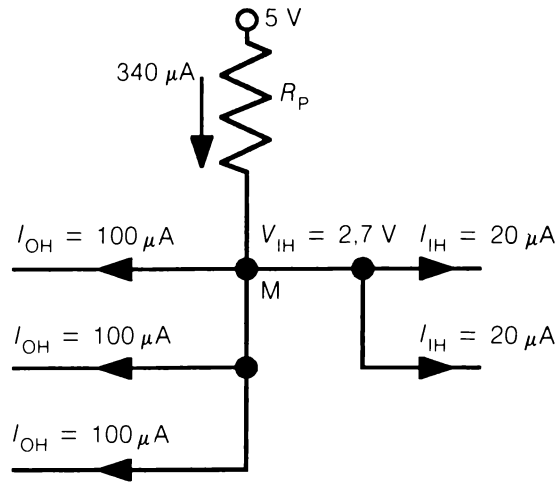 5 V
340 µA
R_P
I_OH = 100 µA
V_IH = 2,7 V
I_IH = 20 µA
M
I_OH = 100 µA
I_IH = 20 µA
I_OH = 100 µA